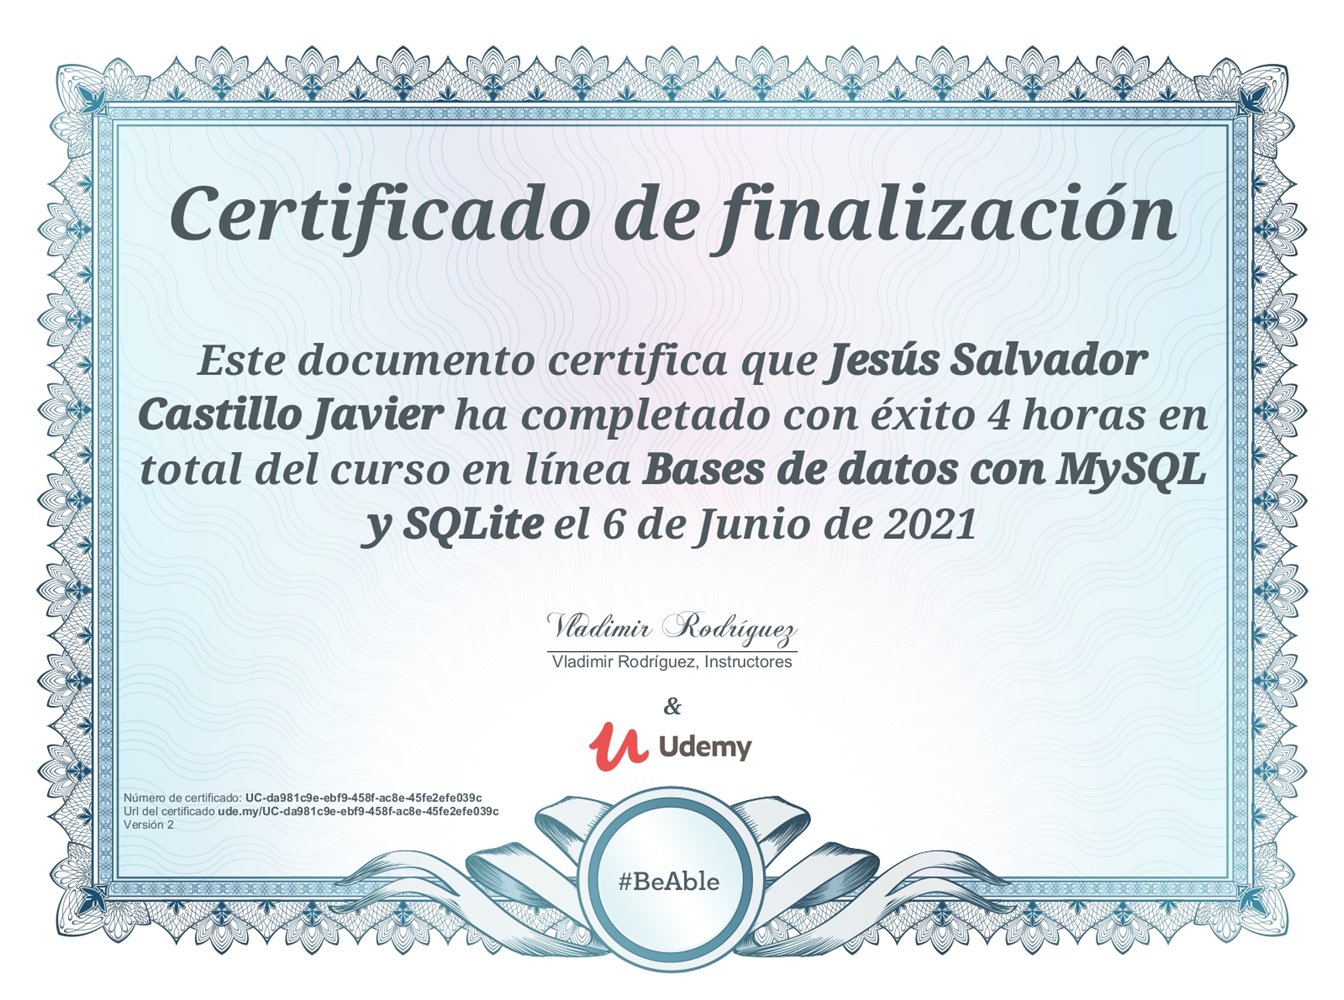 Certificado de finalización
Este documento certifica que Jesús Salvador
Castillo Javier ha completado con éxito 4 horas en
total del curso en línea Bases de datos con MySQL
y SQLite el 6 de Junio de 2021
Vladimir Rodríguez
Vladimir Rodríguez, Instructores
&
Udemy
Número de certificado: UC-da981c9e-ebf9-458f-ac8e-45fe2efe039c
Url del certificado ude.my/UC-da981c9e-ebf9-458f-ac8e-45fe2efe039c
Versión 2
#BeAble